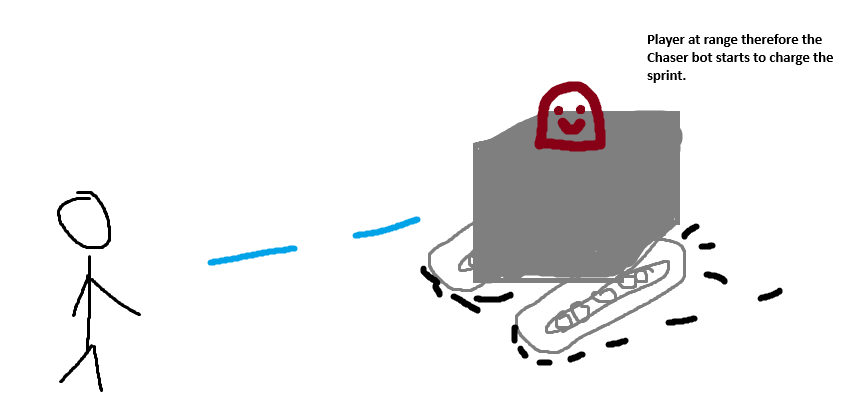 Player at range therefore the
Chaser bot starts to charge the
sprint.